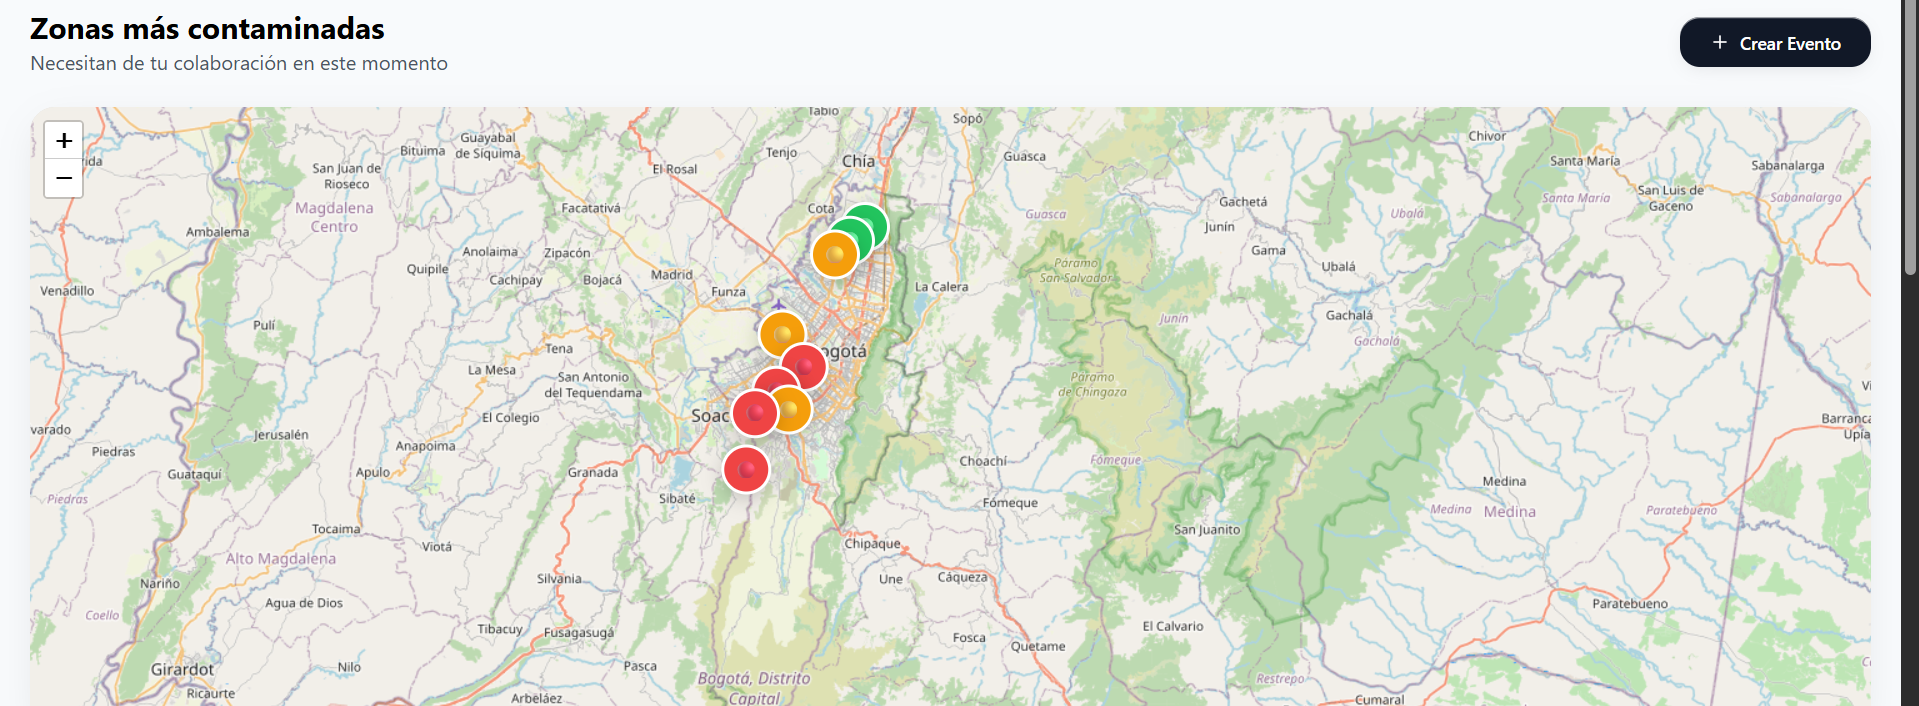 Zonas más contaminadas
Necesitan de tu colaboración en este momento
+ Crear Evento
+
−
Tabio
Sopó
Chivor
Guayabal
de Síquima
Bituima
Tenjo
Chía
Guasca
Santa María
Sabanalarga
San Juan de
Rioseco
El Rosal
Santa María
San Luis de
Gaceno
Sabanalarga
Magdalena
Centro
Facatativá
Cota
Guasca
Gachetá
Ubalá
Ambalema
Junín
Anolaima
Zipacón
Gama
Quipile
Cachipay
Bojacá
Madrid
Funza
La Calera
Páramo
San Salvador
Ubalá
Venadillo
Pulí
Junín
Gachalá
Gachalá
Tena
ogotá
La Mesa
San Antonio
del Tequendama
Páramo
de Chingaza
El Colegio
Soac
varado
Jerusalén
Barranca
Upía
Piedras
Anapoima
Guataquí
Apulo
Granada
Choachí
Fómeque
Medina
Piedras
Sibaté
Fómeque
Medina
Medina
Paratebueno
Tocaima
Viotá
Chipaque
San Juanito
Alto Magdalena
Nariño
Silvania
Une
Cáqueza
Coello
Agua de Dios
Paratebueno
Tibacuy
Fusagasugá
Fosca
Quetame
El Calvario
Girardot
Nilo
Pasca
Bogotá, Distrito
Capital
Restrepo
Ricaurte
Arbeláez
Cumaral